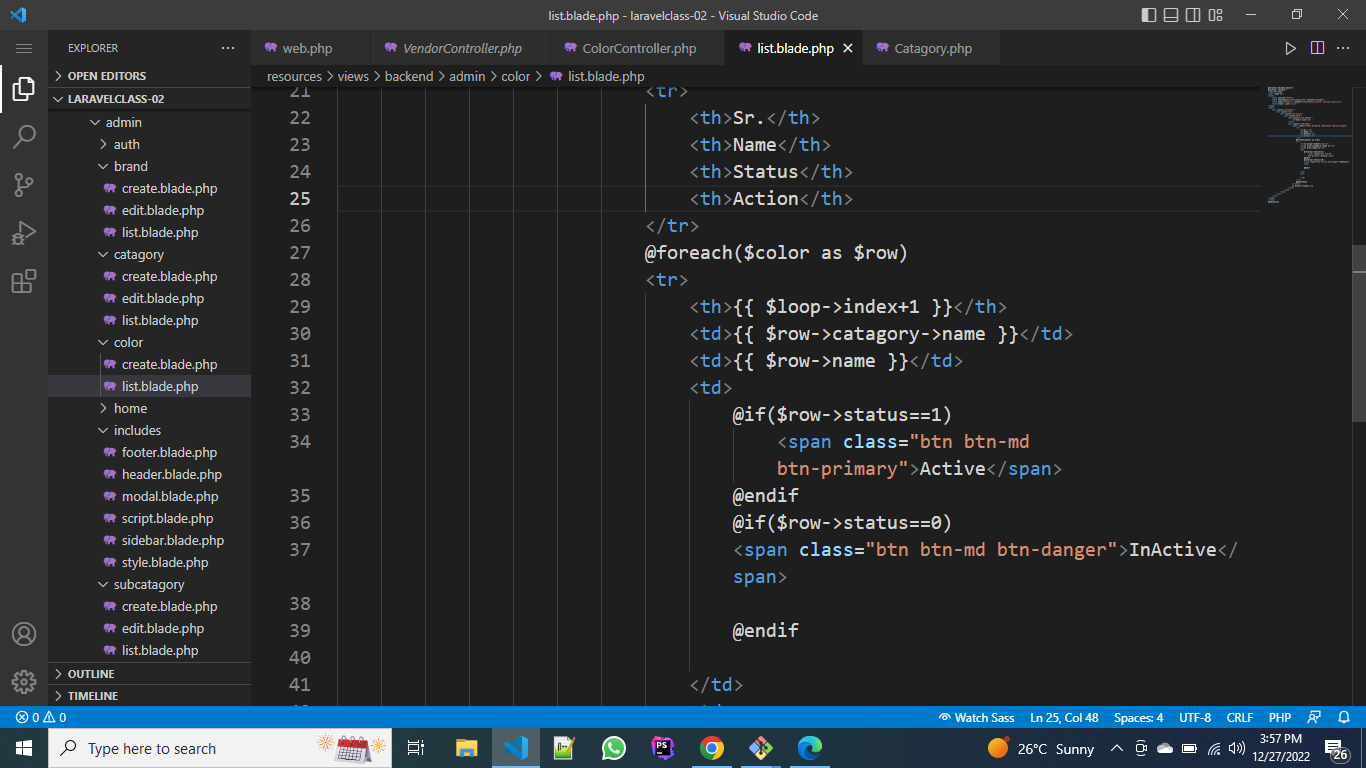 list.blade.php - laravelclass-02 - Visual Studio Code
EXPLORER
web.php
VendorController.php
ColorController.php
list.blade.php
Catagory.php
OPEN EDITORS
resources > views > backend > admin > color > list.blade.php
LARAVELCLASS-02
admin
auth
brand
create.blade.php
edit.blade.php
list.blade.php
catagory
create.blade.php
edit.blade.php
list.blade.php
color
create.blade.php
list.blade.php
home
includes
footer.blade.php
header.blade.php
modal.blade.php
script.blade.php
sidebar.blade.php
style.blade.php
subcatagory
create.blade.php
edit.blade.php
list.blade.php
OUTLINE
TIMELINE
21 <tr>
22 <th>Sr.</th>
23 <th>Name</th>
24 <th>Status</th>
25 <th>Action</th>
26 </tr>
27 @foreach($color as $row)
28 <tr>
29 <th>{{ $loop->index+1 }}</th>
30 <td>{{ $row->catagory->name }}</td>
31 <td>{{ $row->name }}</td>
32 <td>
33 @if($row->status==1)
34 <span class="btn btn-md
btn-primary">Active</span>
35 @endif
36 @if($row->status==0)
37 <span class="btn btn-md btn-danger">InActive</
span>
38
39 @endif
40
41 </td>
0 0
Watch Sass Ln 25, Col 48 Spaces: 4 UTF-8 CRLF PHP
Type here to search
PS
26°C Sunny
3:57 PM
12/27/2022
26